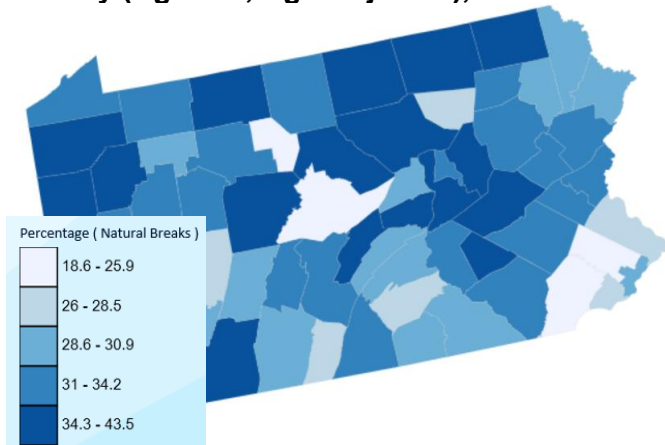 Percentage ( Natural Breaks )
18.6 - 25.9
26 - 28.5
28.6 - 30.9
31 - 34.2
34.3 - 43.5